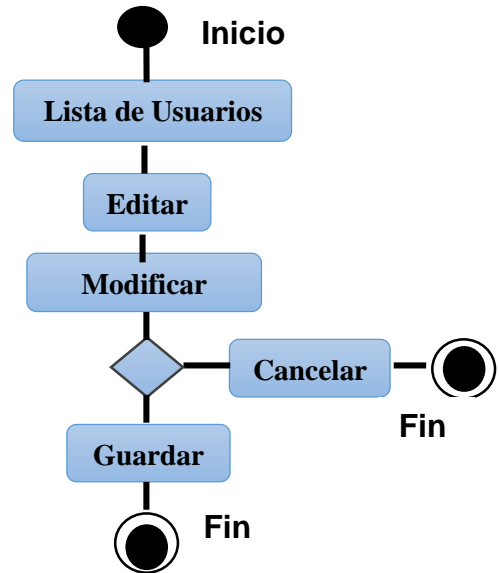 Inicio
Lista de Usuarios
Editar
Modificar
Cancelar
Fin
Guardar
Fin